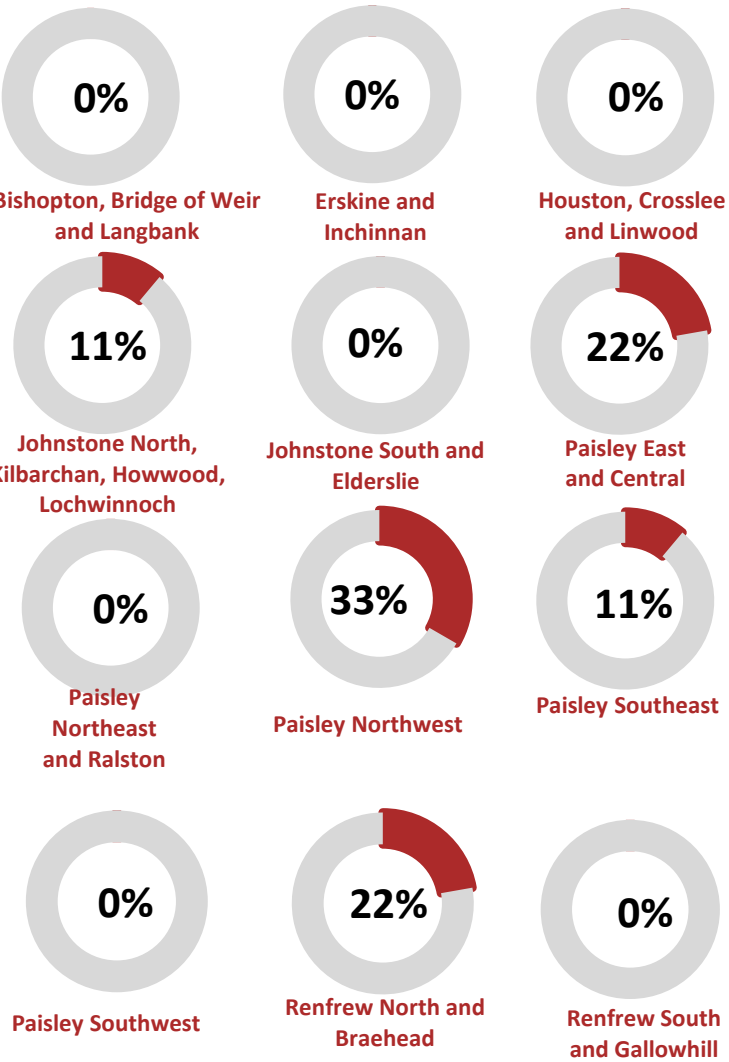 0%
0%
0%
Bishopton, Bridge of Weir
and Langbank
Erskine and
Inchinnan
Houston, Crosslee
and Linwood
11%
0%
22%
Johnstone North,
Kilbarchan, Howwood,
Lochwinnoch
Johnstone South and
Elderslie
Paisley East
and Central
0%
33%
11%
Paisley
Northeast
and Ralston
Paisley Northwest
Paisley Southeast
0%
22%
0%
Paisley Southwest
Renfrew North and
Braehead
Renfrew South
and Gallowhill